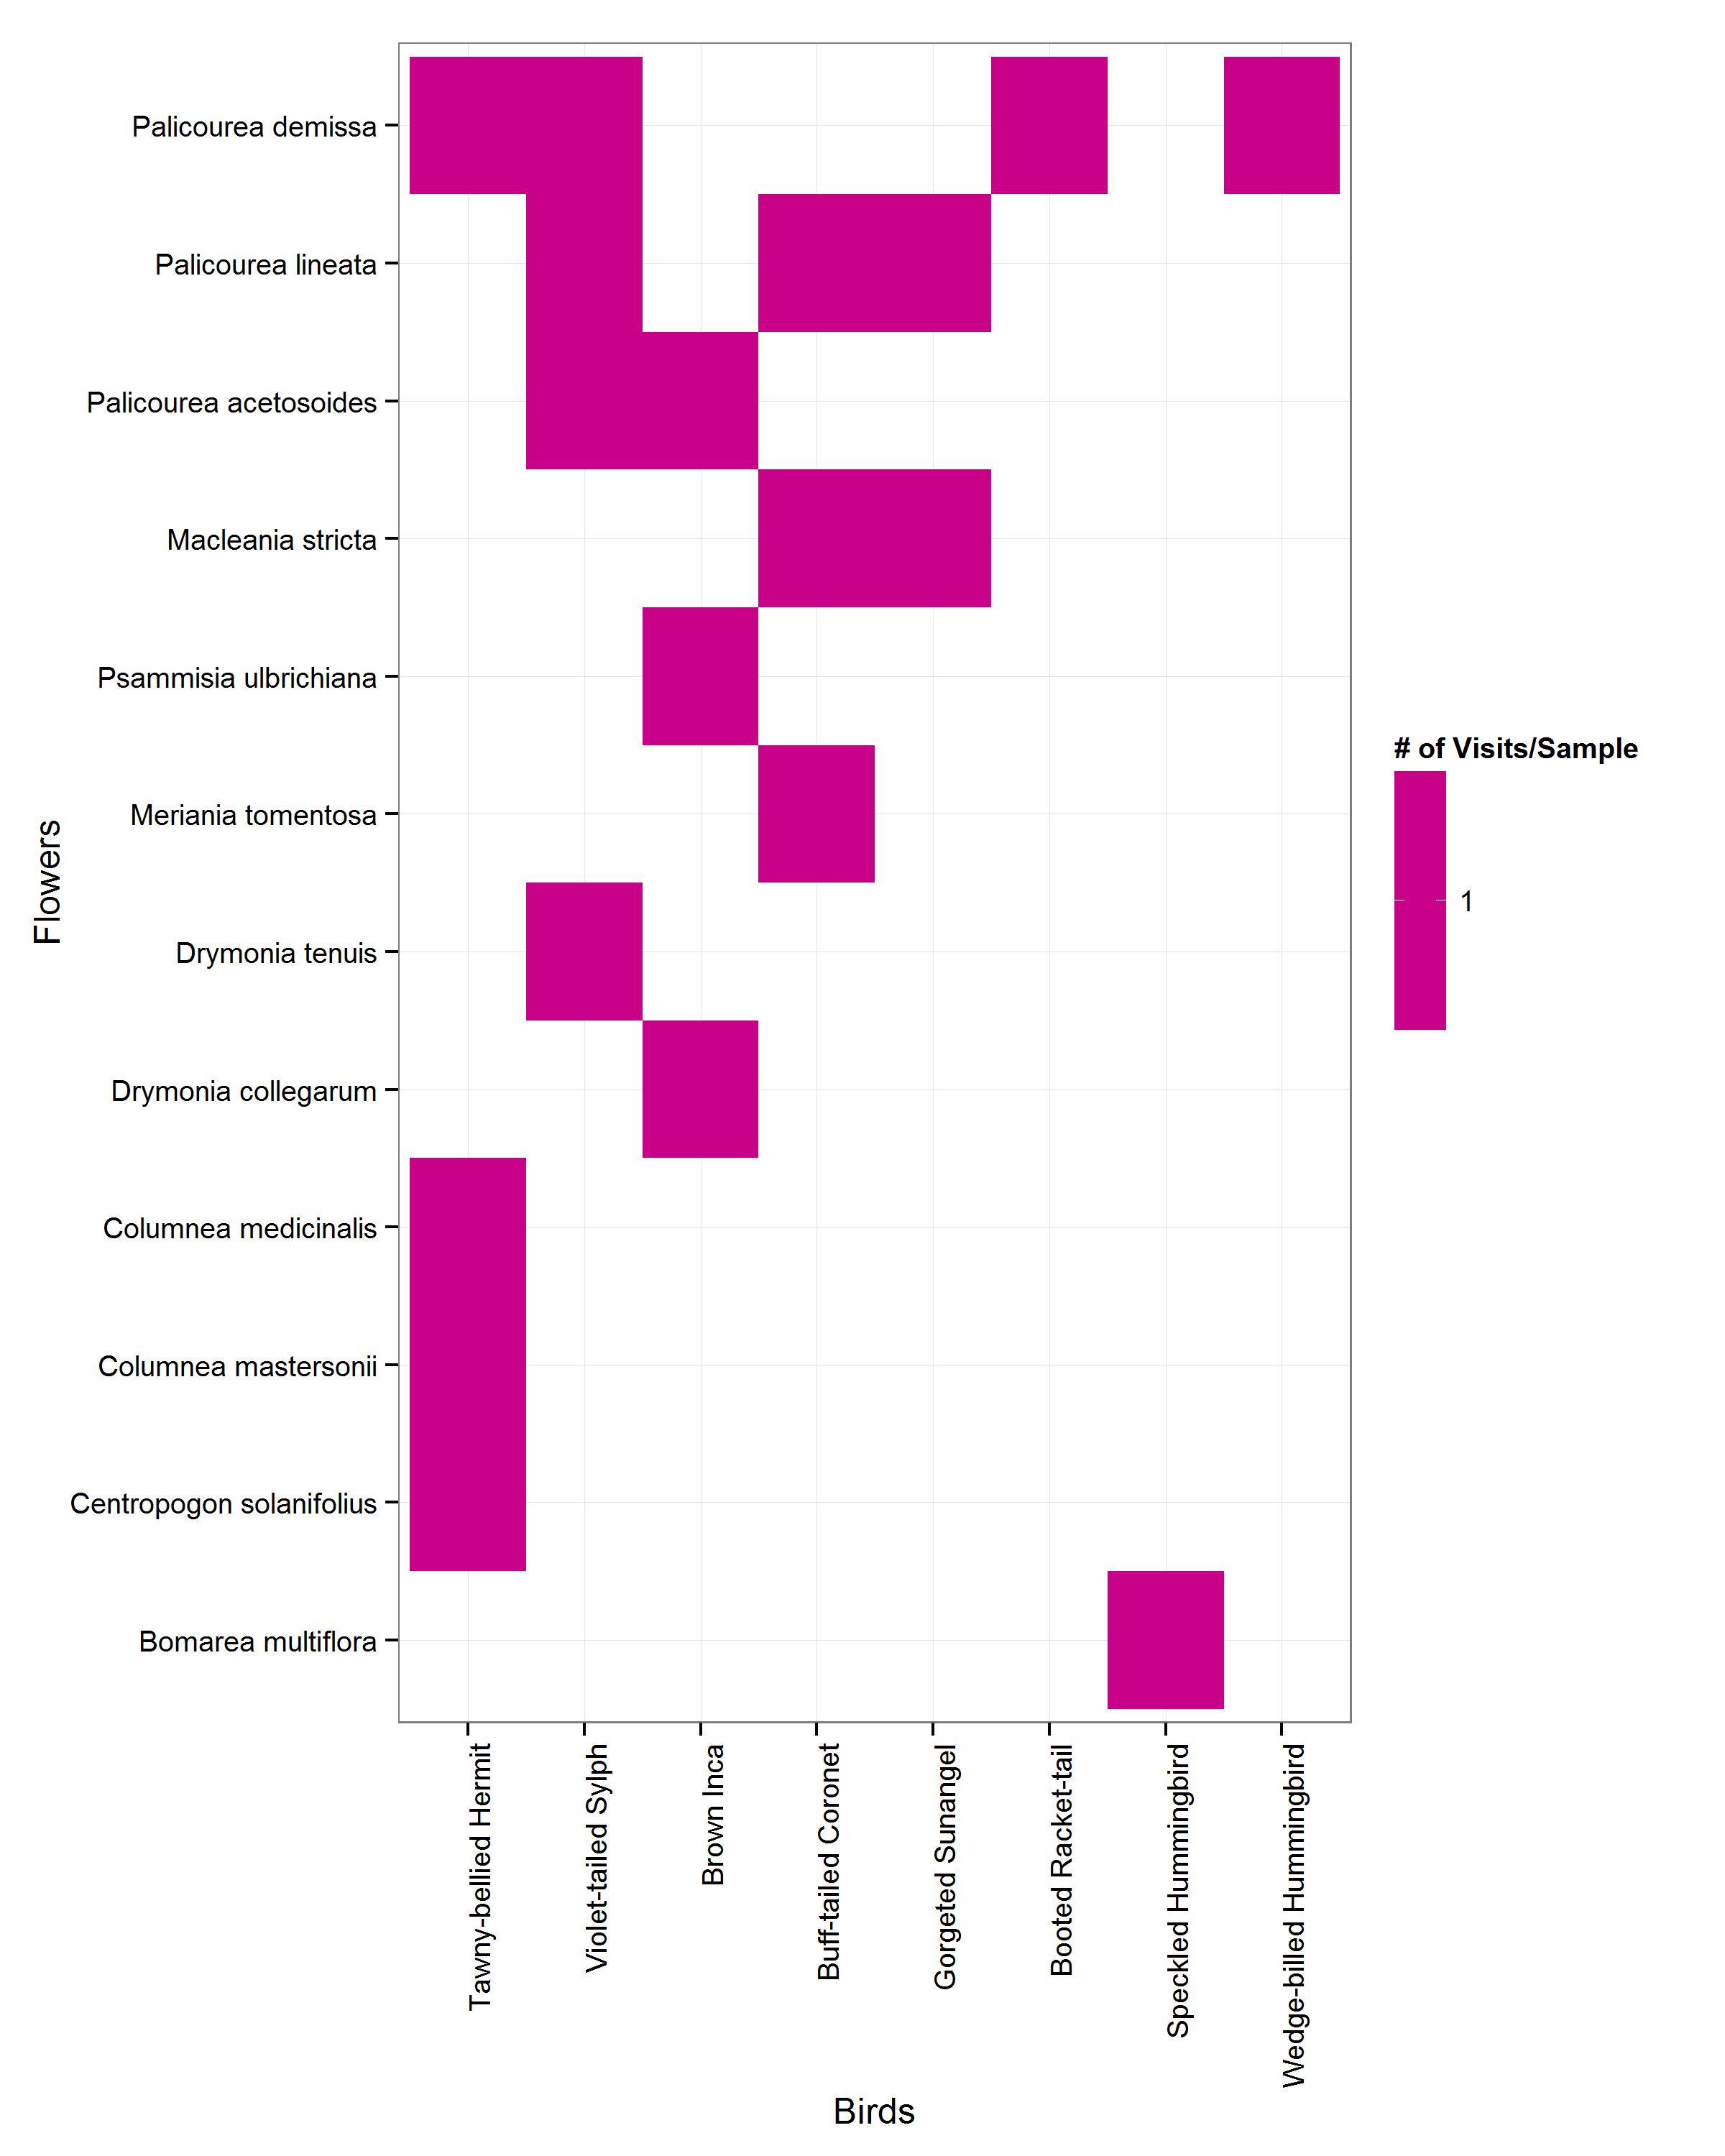 Palicourea demissa
Palicourea lineata
Palicourea acetosoides
Macleania stricta
Psammisia ulbrichiana
Meriania tomentosa
Drymonia tenuis
Drymonia collegarum
Columnea medicinalis
Columnea mastersonii
Centropogon solanifolius
Bomarea multiflora
Flowers
Tawny-bellied Hermit
Violet-tailed Sylph
Brown Inca
Buff-tailed Coronet
Gorgeted Sunangel
Booted Racket-tail
Speckled Hummingbird
Wedge-billed Hummingbird
Birds
# of Visits/Sample
1